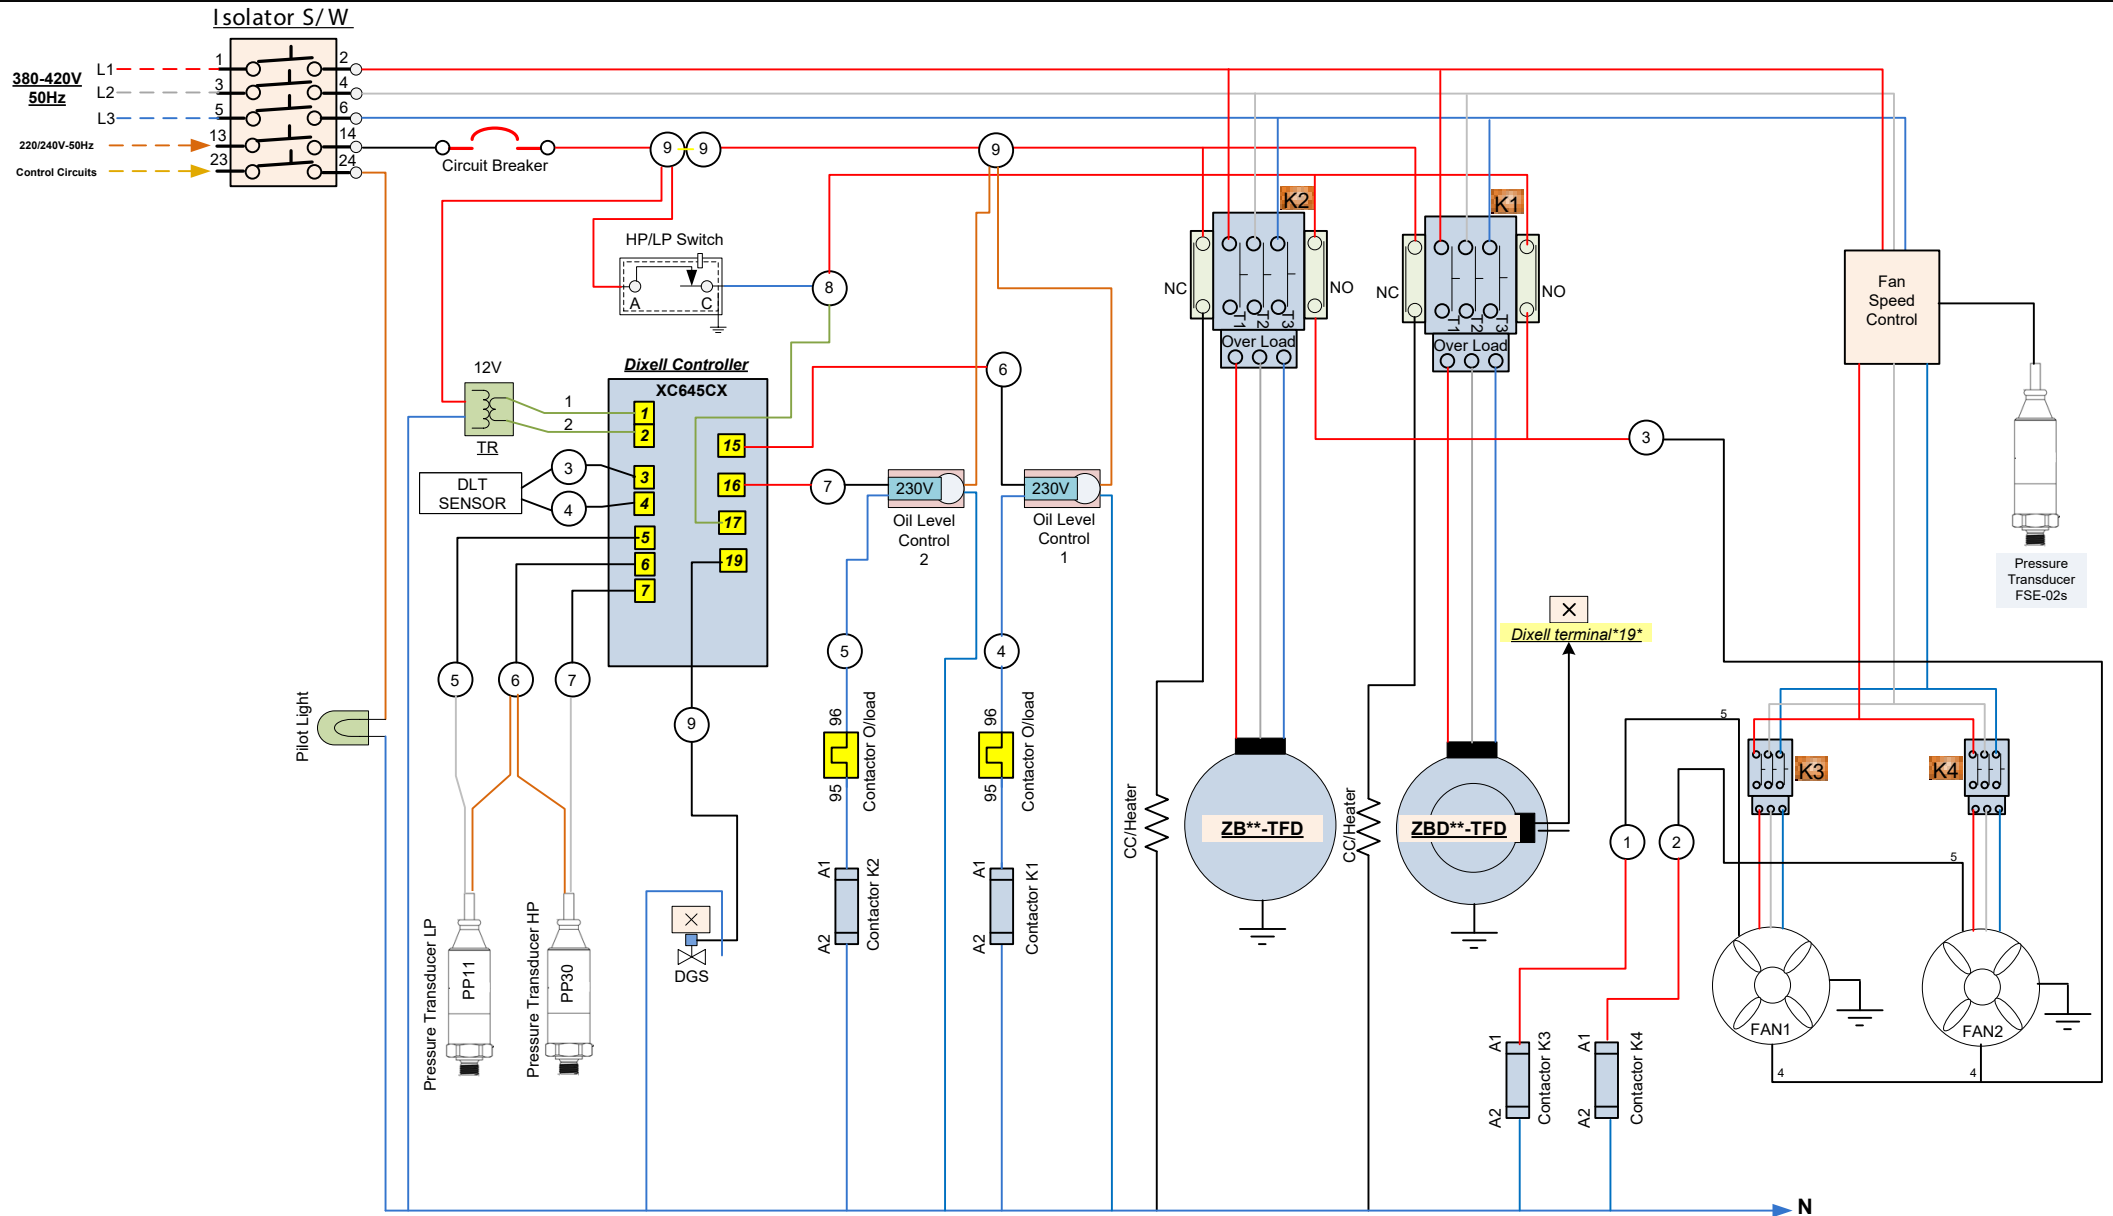 Isolator S/W
380-420V
50Hz
L1
L2
L3
220/240V-50Hz
Control Circuits
1
3
5
13
23
2
4
6
14
24
Circuit Breaker
9
9
9
K2
K1
HP/LP Switch
A
C
8
NC
NO
T1
T2
T3
Over Load
NC
NO
T1
T2
T3
Over Load
Fan
Speed
Control
12V
TR
1
2
Dixell Controller
XC645CX
1
2
3
4
5
6
7
15
16
17
19
DLT
SENSOR
3
4
6
7
230V
Oil Level
Control
2
230V
Oil Level
Control
1
3
Pressure
Transducer
FSE-02s
Dixell terminal*19*
5
6
7
9
5
4
Pilot Light
96
95
Contactor O/load
96
95
Contactor O/load
CC/Heater
ZB**-TFD
CC/Heater
ZBD**-TFD
5
K3
K4
1
2
5
A1
A2
Contactor K2
A1
A2
Contactor K1
Pressure Transducer LP
PP11
Pressure Transducer HP
PP30
DGS
A1
A2
Contactor K3
A1
A2
Contactor K4
FAN1
FAN2
4
4
N